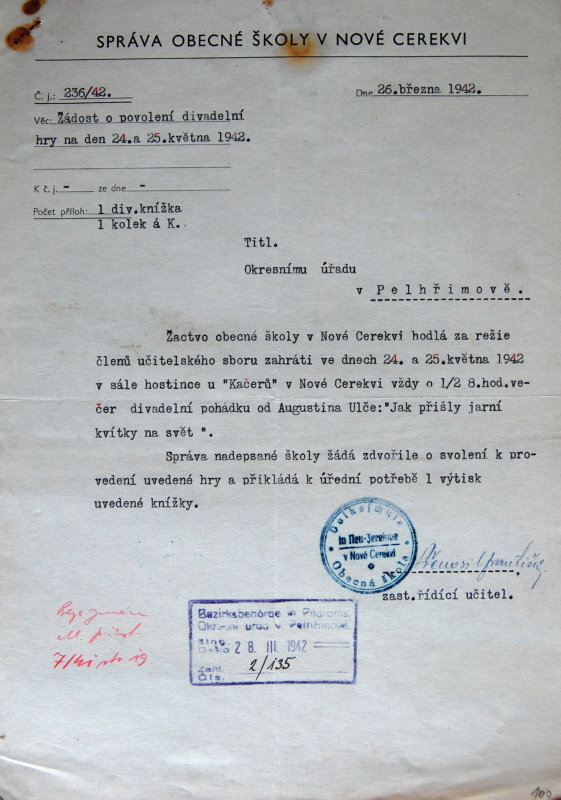 SPRÁVA OBECNÉ ŠKOLY V NOVÉ CEREKVI
Č. j.: 236/42.
Dne 26.března 1942.
Věc: Žádost o povolení divadelní
hry na den 24.a 25.května 1942.
K č. j. - ze dne -
Počet příloh: 1 div.knížka
1 kolek á K.
Titl.
Okresnímu úřadu
v Pelhřimově.
Žactvo obecné školy v Nové Cerekvi hodlá za režie
členů učitelského sboru zahráti ve dnech 24. a 25.května 1942
v sále hostince u "Kačerů" v Nové Cerekvi vždy o 1/2 8.hod.ve-
čer divadelní pohádku od Augustina Ulče:"Jak přišly jarní
kvítky na svět ".
Správa nadepsané školy žádá zdvořile o svolení k pro-
vedení uvedené hry a přikládá k úřední potřebě 1 výtisk
uvedené knížky.
Volksschule
in Neu-Zerekwe
v Nové Cerekvi
Obecná škola
zast.řídící učitel.
Bezirksbehörde in Pilgrams
Okresní úřad v Pelhřimově
Eing.
Došlo 28. III. 1942
2/135
Zahl.
Čís.
100